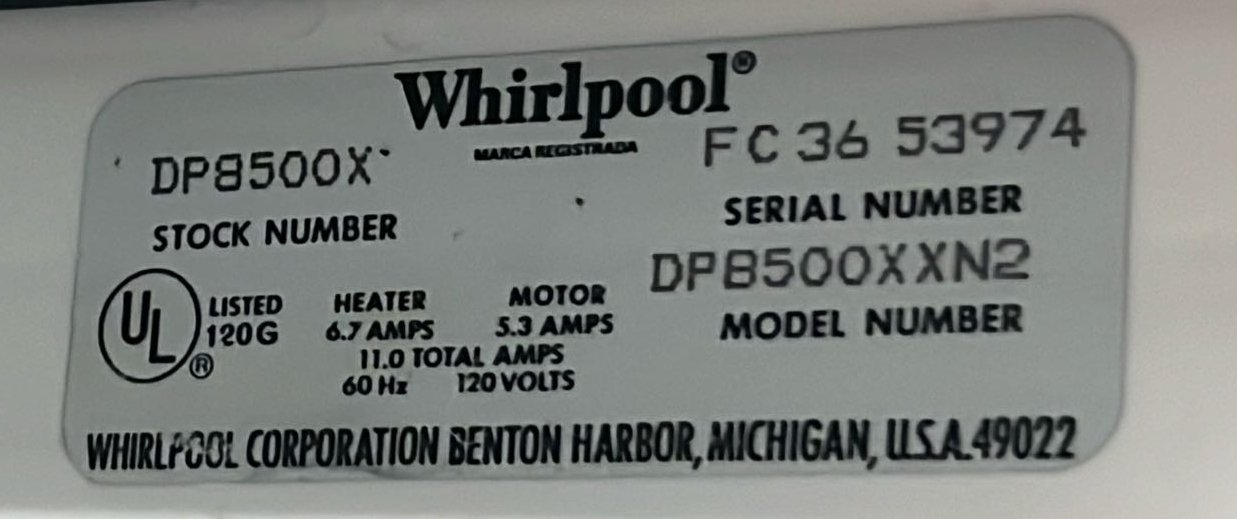 Whirlpool®
MARCA REGISTRADA
DP8500X
STOCK NUMBER
FC 36 53974
SERIAL NUMBER
DP8500XXN2
MODEL NUMBER
UL® LISTED 120G
HEATER MOTOR
6.7 AMPS 5.3 AMPS
11.0 TOTAL AMPS
60 Hz 120 VOLTS
WHIRLPOOL CORPORATION BENTON HARBOR, MICHIGAN, U.S.A. 49022